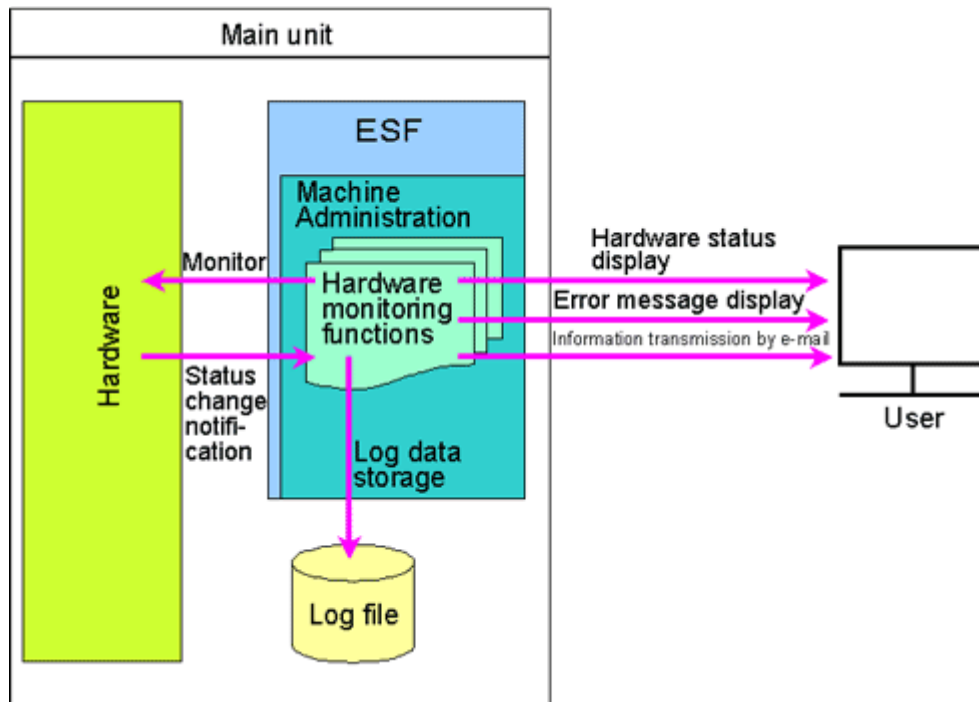 Main unit
ESF
Machine
Administration
Hardware
Monitor
Hardware
monitoring
functions
Status
change
notifi-
cation
Log data
storage
Log file
Hardware status
display
Error message display
Information transmission by e-mail
User